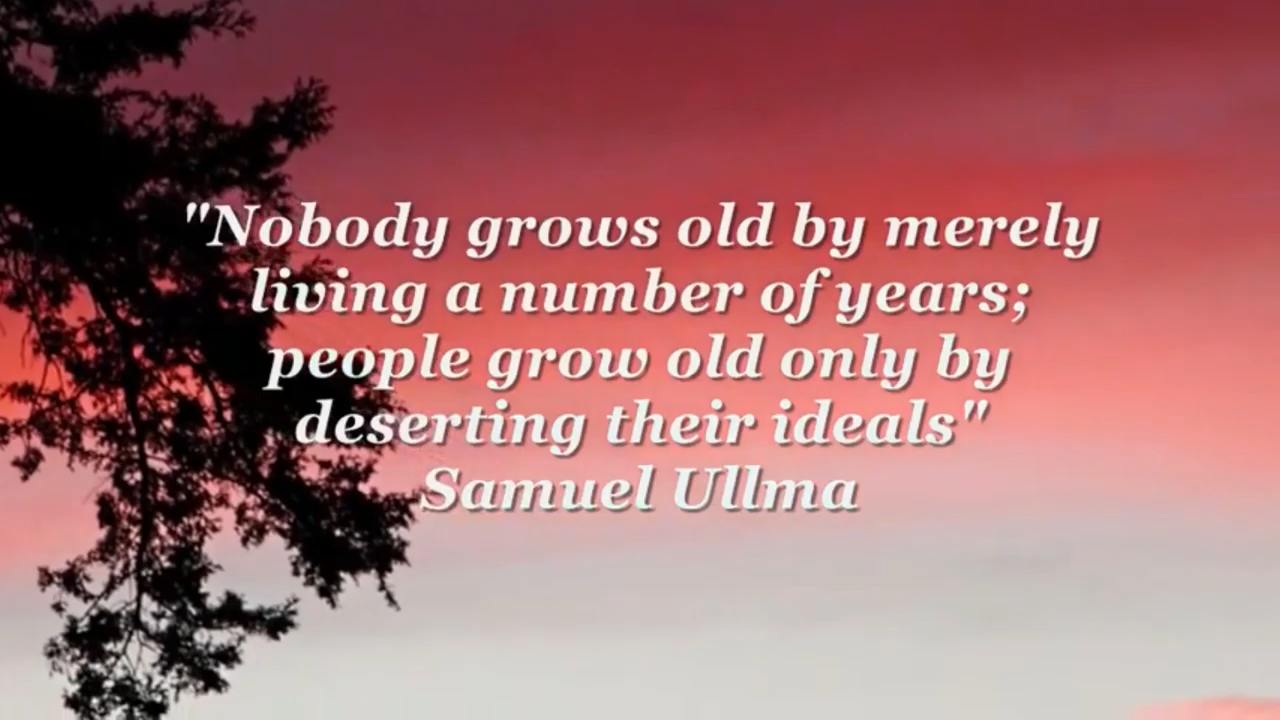 "Nobody grows old by merely
living a number of years;
people grow old only by
deserting their ideals"
Samuel Ullma